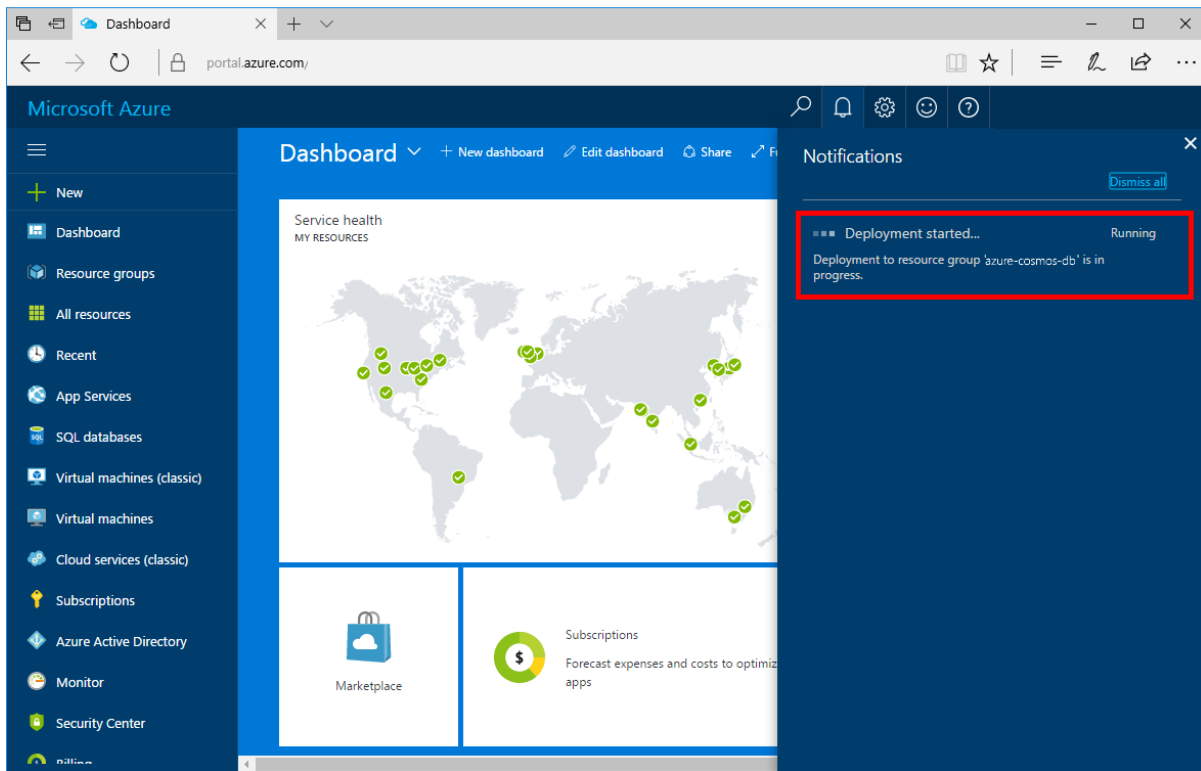 Dashboard
portal.azure.com/
Microsoft Azure
Dashboard
New dashboard
Edit dashboard
Share
Notifications
Dismiss all
New
Service health
MY RESOURCES
Deployment started...
Running
Deployment to resource group 'azure-cosmos-db' is in
progress.
Dashboard
Resource groups
All resources
Recent
App Services
SQL databases
Virtual machines (classic)
Virtual machines
Cloud services (classic)
Subscriptions
Azure Active Directory
Monitor
Security Center
Billing
Marketplace
Subscriptions
Forecast expenses and costs to optimiz
apps